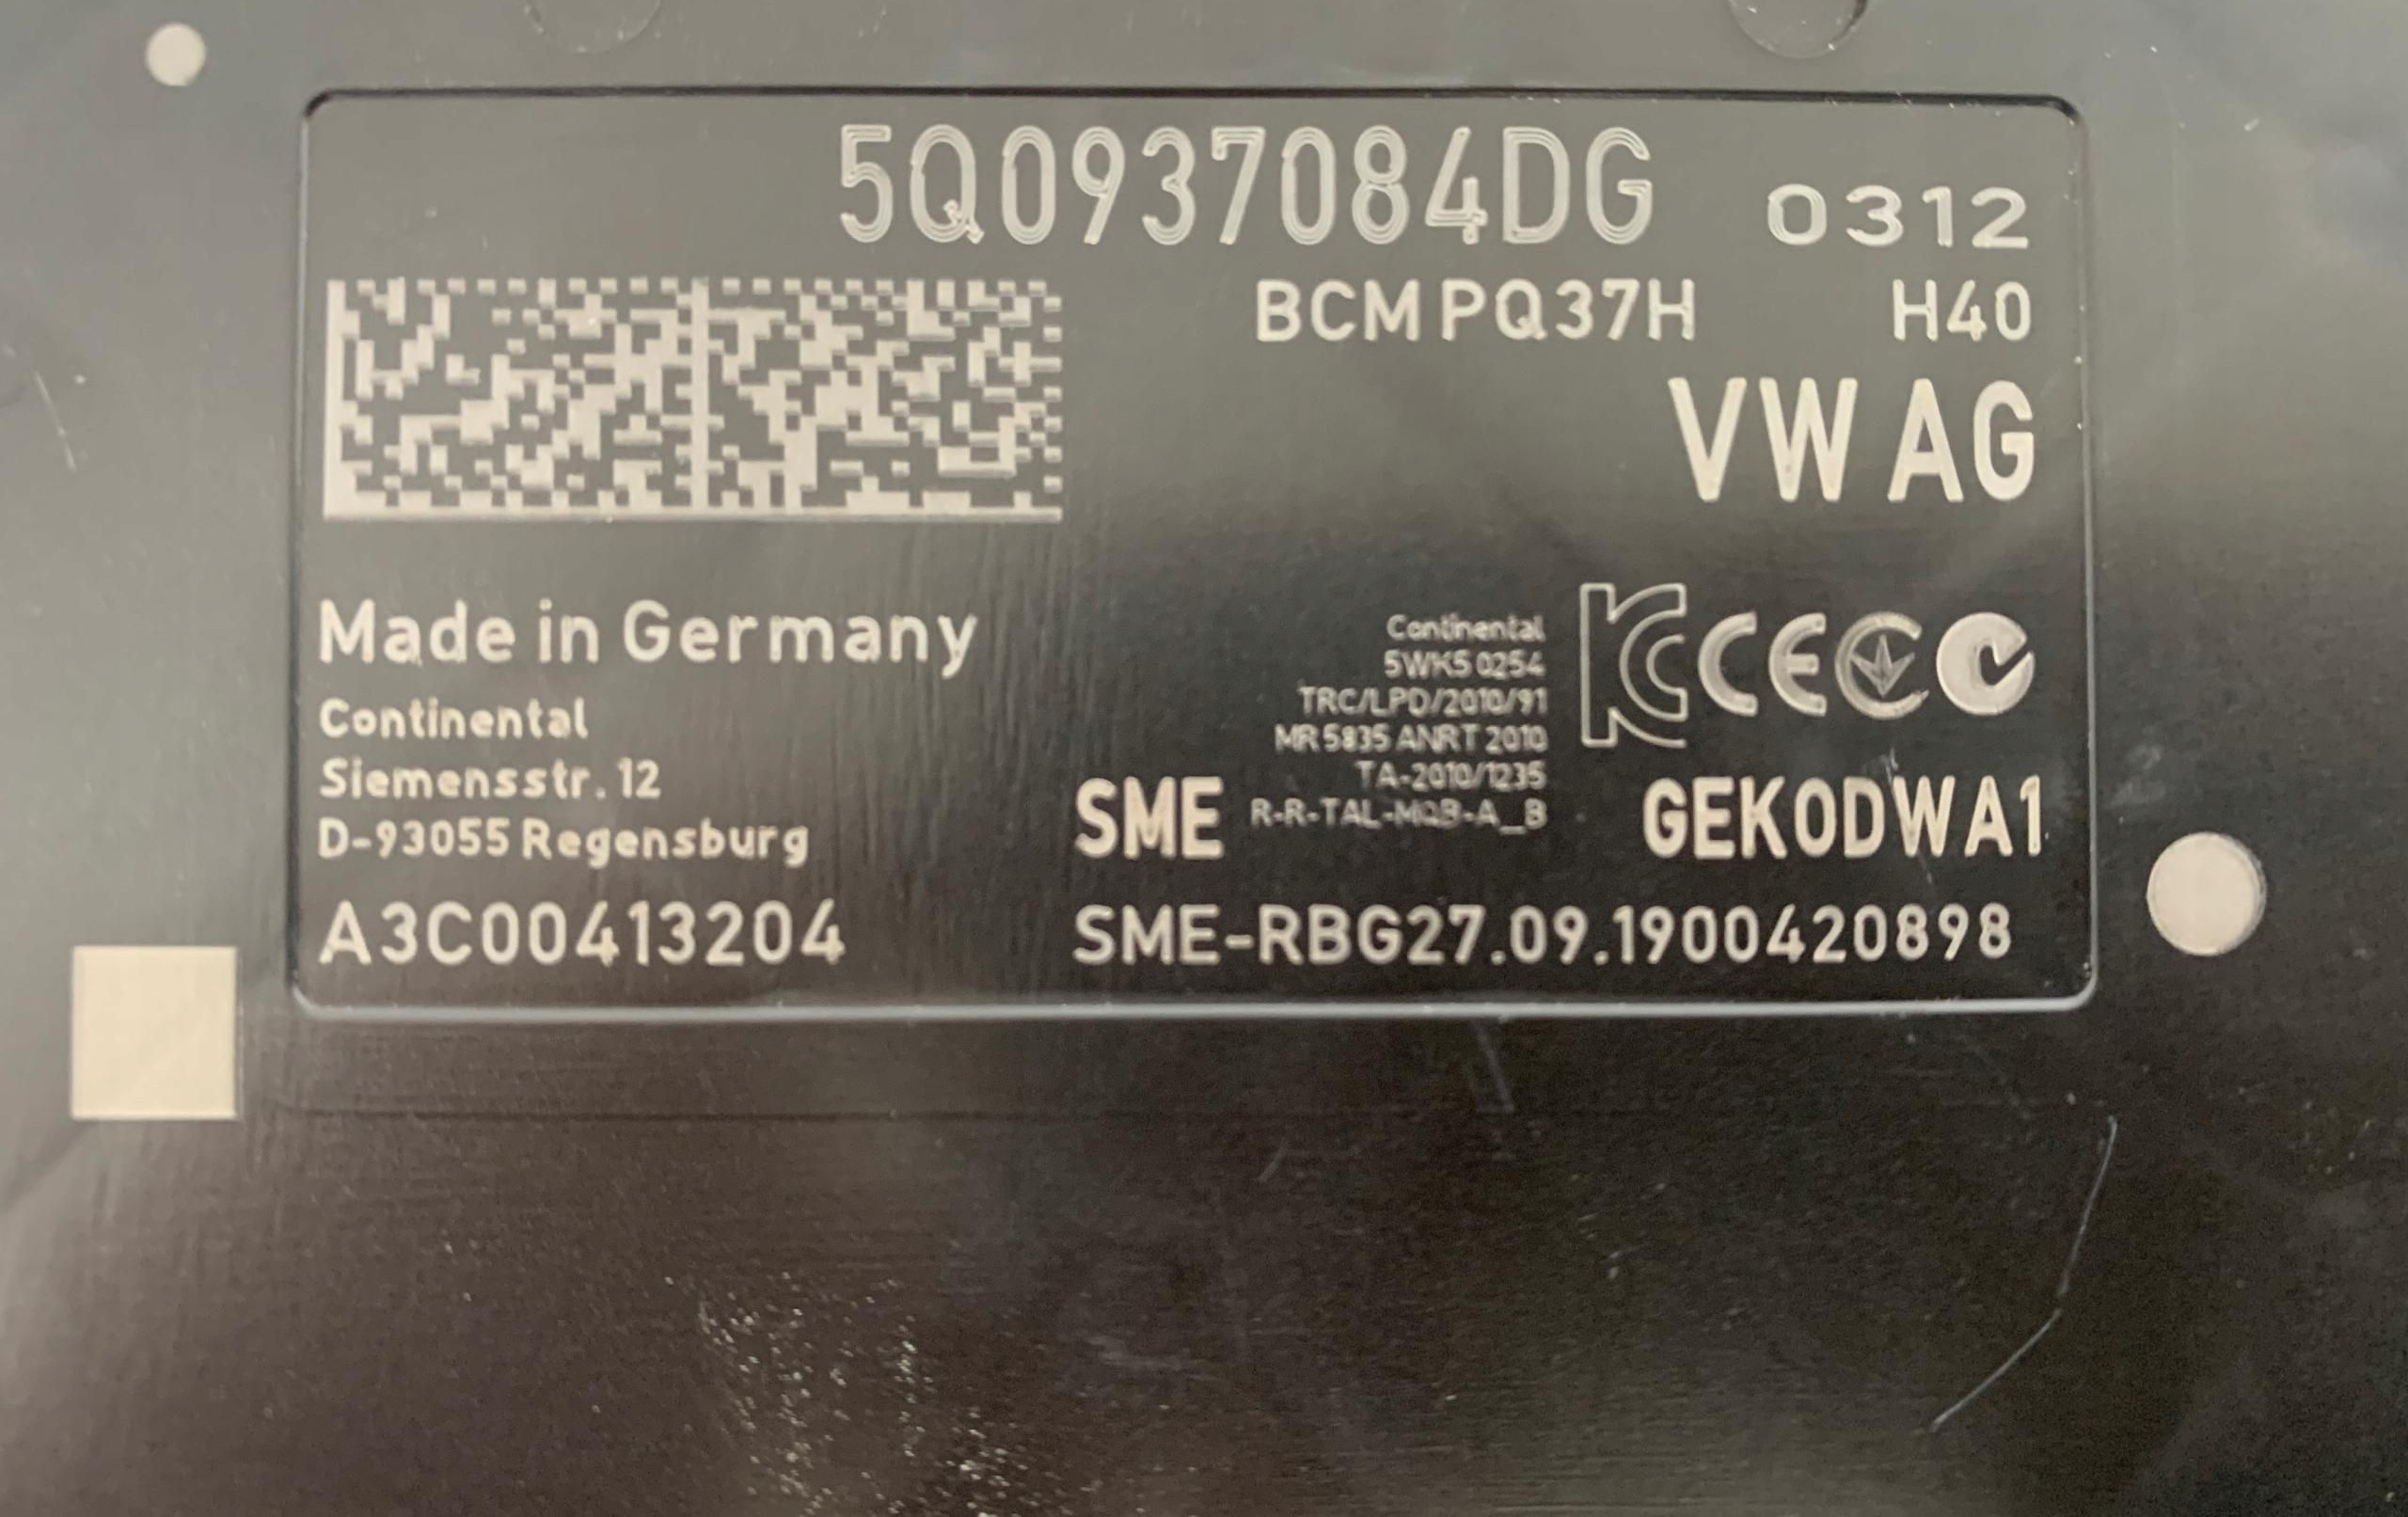 5Q0937084DG 0312
BCM PQ37H H40
VW AG
Made in Germany
Continental
Siemensstr. 12
D-93055 Regensburg
A3C00413204
Continental
5WK5 0254
TRC/LPD/2010/91
MR 5835 ANRT 2010
TA-2010/1235
R-R-TAL-MQB-A_B
CE
SME
GEK0DWA1
SME-RBG27.09.1900420898